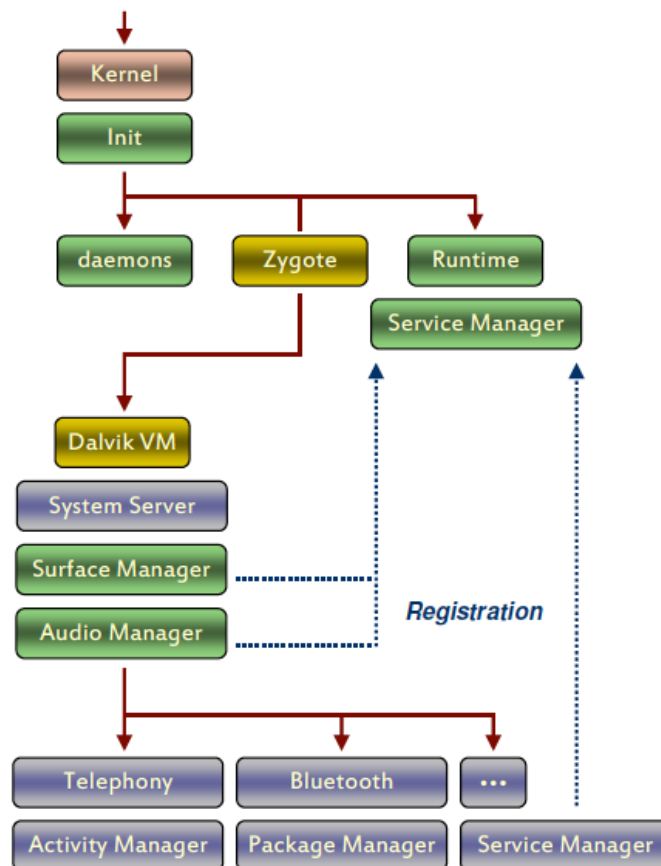 Kernel
Init
daemons
Zygote
Runtime
Service Manager
Dalvik VM
System Server
Surface Manager
Audio Manager
Registration
Telephony
Bluetooth
...
Activity Manager
Package Manager
Service Manager